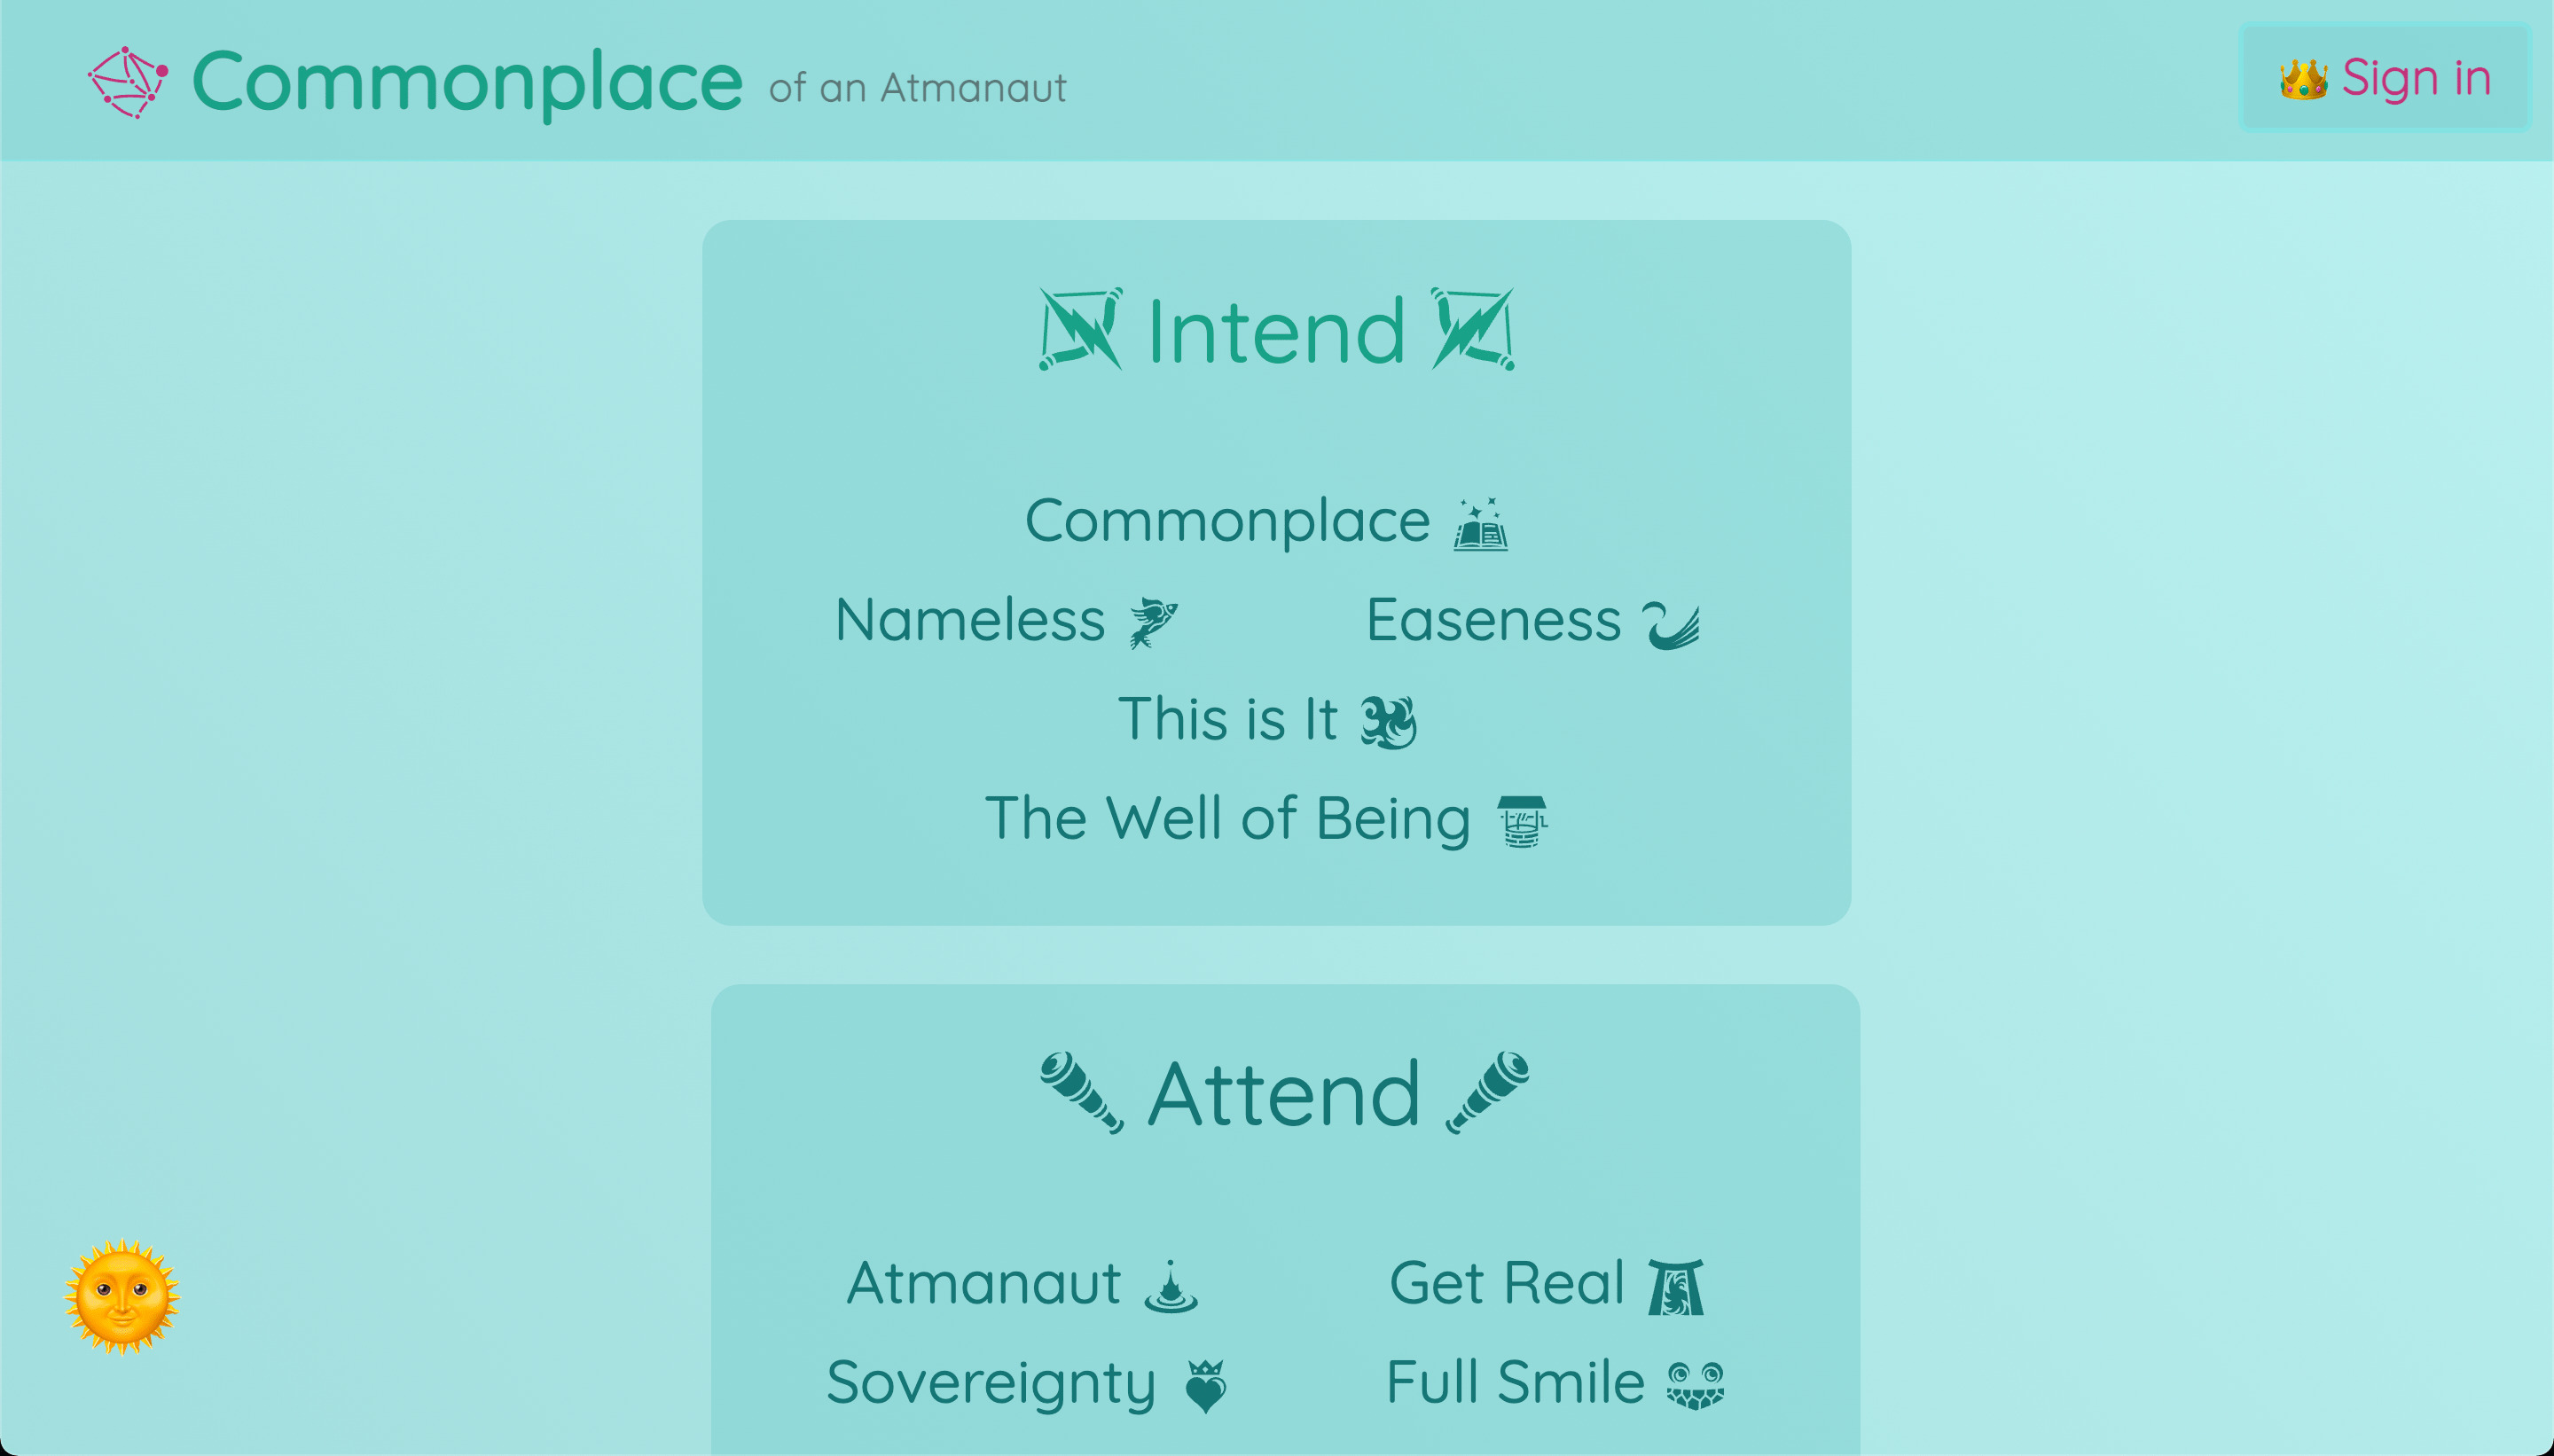 Commonplace of an Atmanaut
Sign in
Intend
Commonplace
Nameless Easeness
This is It
The Well of Being
Attend
Atmanaut Get Real
Sovereignty Full Smile